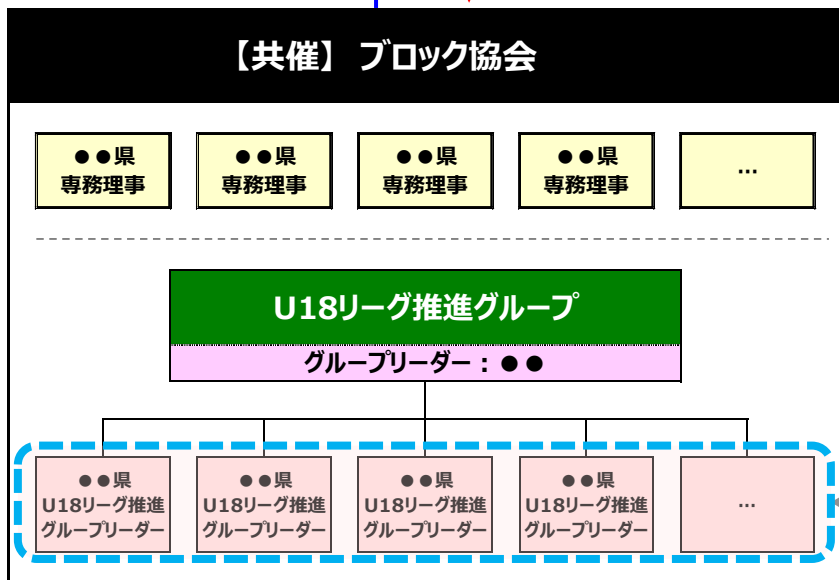 【共催】ブロック協会
●●県
専務理事
●●県
専務理事
●●県
専務理事
●●県
専務理事
…
U18リーグ推進グループ
グループリーダー：●●
●●県
U18リーグ推進
グループリーダー
●●県
U18リーグ推進
グループリーダー
●●県
U18リーグ推進
グループリーダー
●●県
U18リーグ推進
グループリーダー
…